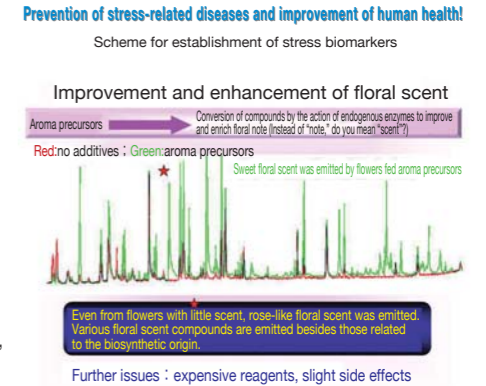 Prevention of stress-related diseases and improvement of human health!
Scheme for establishment of stress biomarkers
Improvement and enhancement of floral scent
Aroma precursors
Conversion of compounds by the action of endogenous enzymes to improve
and enrich floral note (Instead of "note," do you mean "scent"?)
Red:no additives ; Green:aroma precursors
Sweet floral scent was emitted by flowers fed aroma precursors
Even from flowers with little scent, rose-like floral scent was emitted.
Various floral scent compounds are emitted besides those related
to the biosynthetic origin.
,
Further issues : expensive reagents, slight side effects